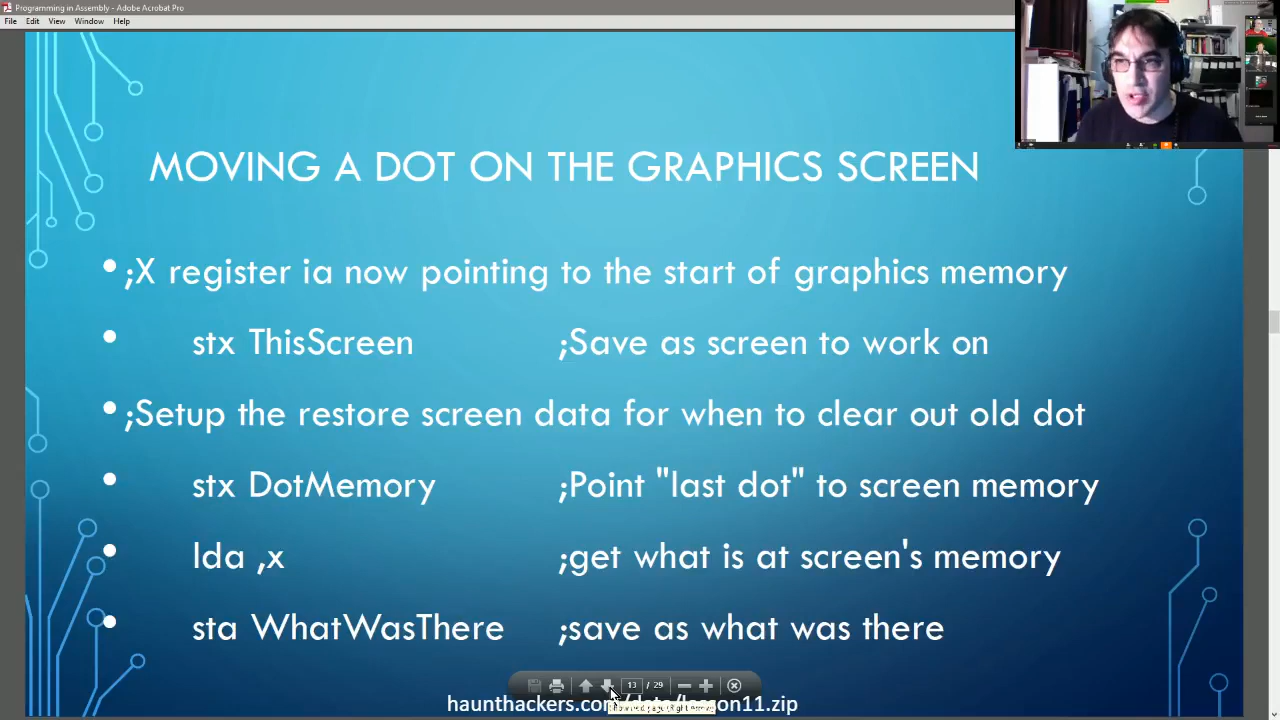 Programming in Assembly - Adobe Acrobat Pro
File Edit View Window Help
MOVING A DOT ON THE GRAPHICS SCREEN
;X register ia now pointing to the start of graphics memory
stx ThisScreen ;Save as screen to work on
;Setup the restore screen data for when to clear out old dot
stx DotMemory ;Point "last dot" to screen memory
lda ,x ;get what is at screen's memory
sta WhatWasThere ;save as what was there
13 / 29
haunthackers.com/data/lesson11.zip